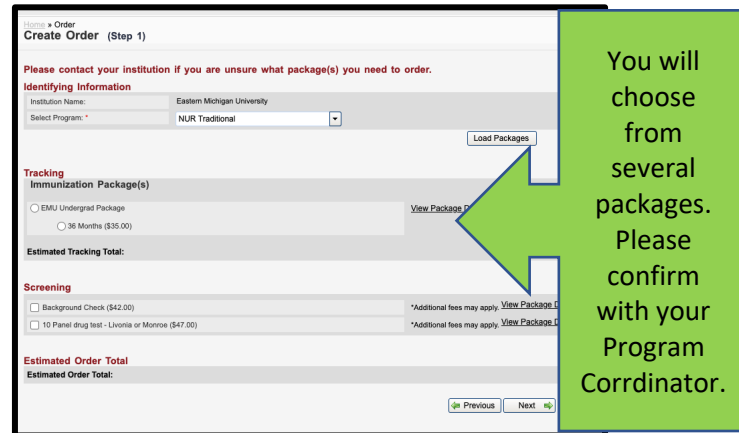 Home » Order
Create Order (Step 1)
Please contact your institution if you are unsure what package(s) you need to order.
Identifying Information
Institution Name: Eastern Michigan University
Select Program: * NUR Traditional
Load Packages
Tracking
Immunization Package(s)
EMU Undergrad Package View Package
36 Months ($35.00)
Estimated Tracking Total:
Screening
Background Check ($42.00) *Additional fees may apply. View Package
10 Panel drug test - Livonia or Monroe ($47.00) *Additional fees may apply. View Package
Estimated Order Total
Estimated Order Total:
Previous Next
You will
choose
from
several
packages.
Please
confirm
with your
Program
Corrdinator.